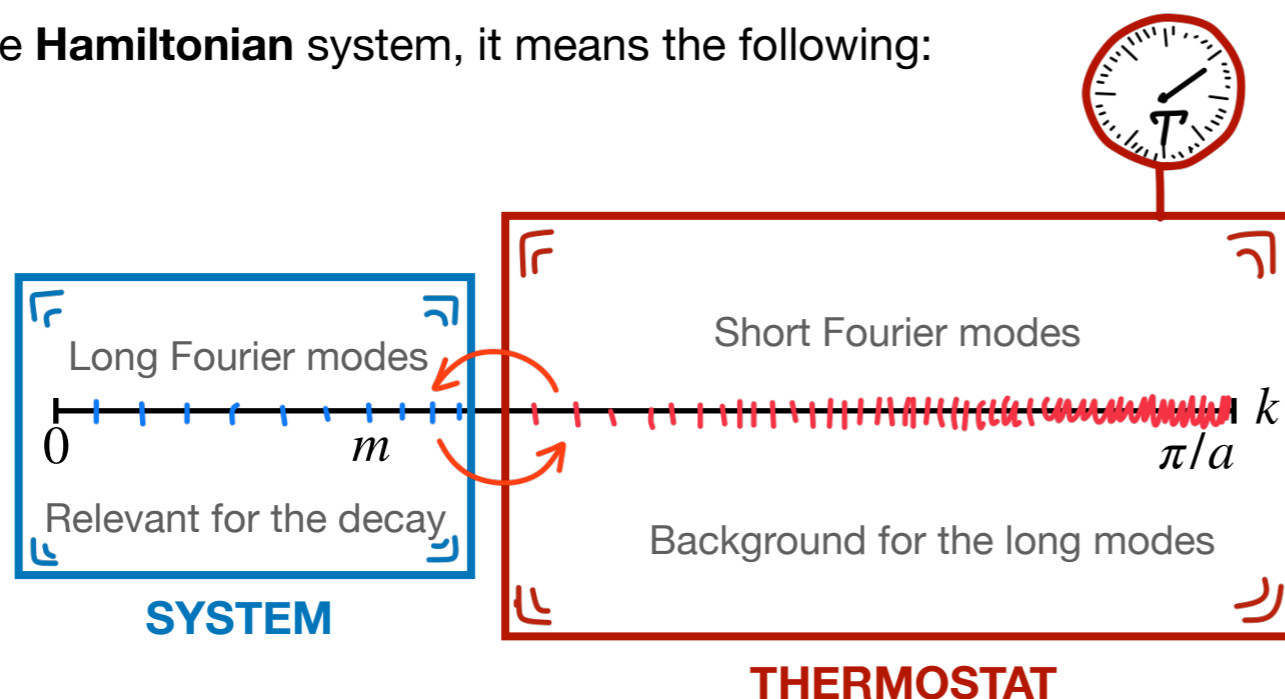 e Hamiltonian system, it means the following:
T
Long Fourier modes
Short Fourier modes
0
m
π/a
k
Relevant for the decay
Background for the long modes
SYSTEM
THERMOSTAT